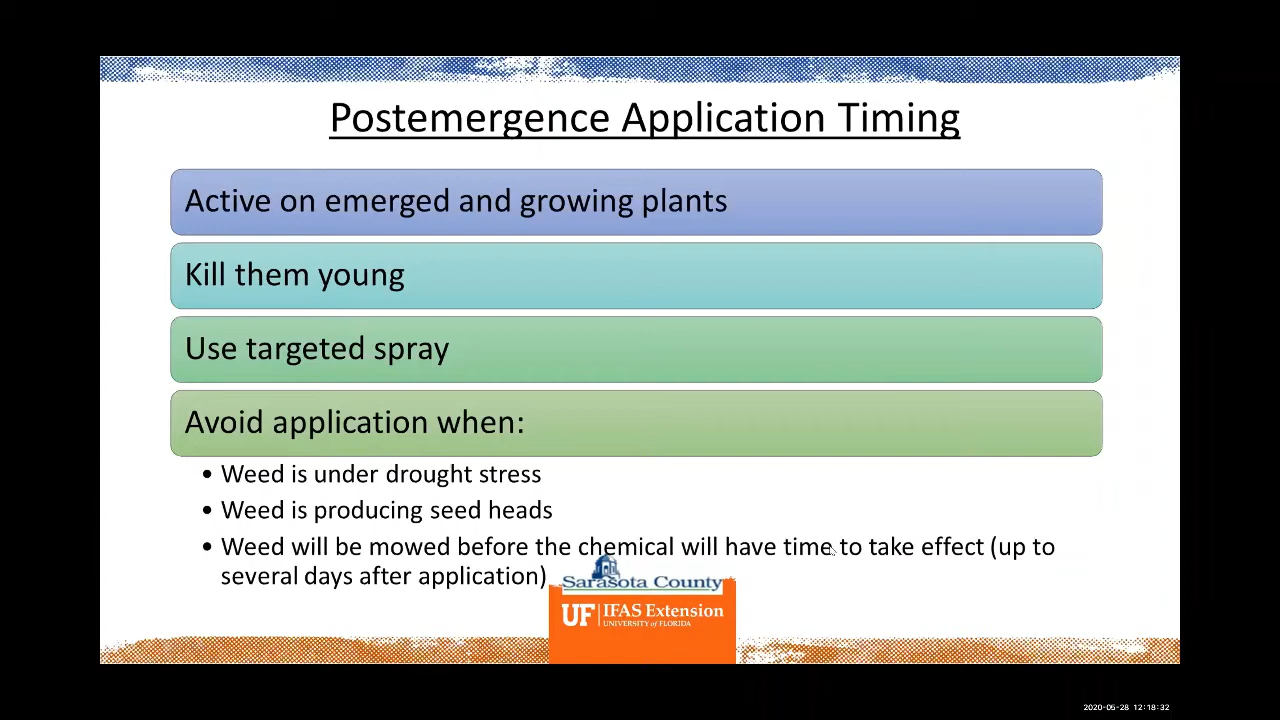 Postemergence Application Timing
Active on emerged and growing plants
Kill them young
Use targeted spray
Avoid application when:
• Weed is under drought stress
• Weed is producing seed heads
• Weed will be mowed before the chemical will have time to take effect (up to
several days after application)
Sarasota County
UF | IFAS Extension
UNIVERSITY of FLORIDA
2020-05-28 12:18:32